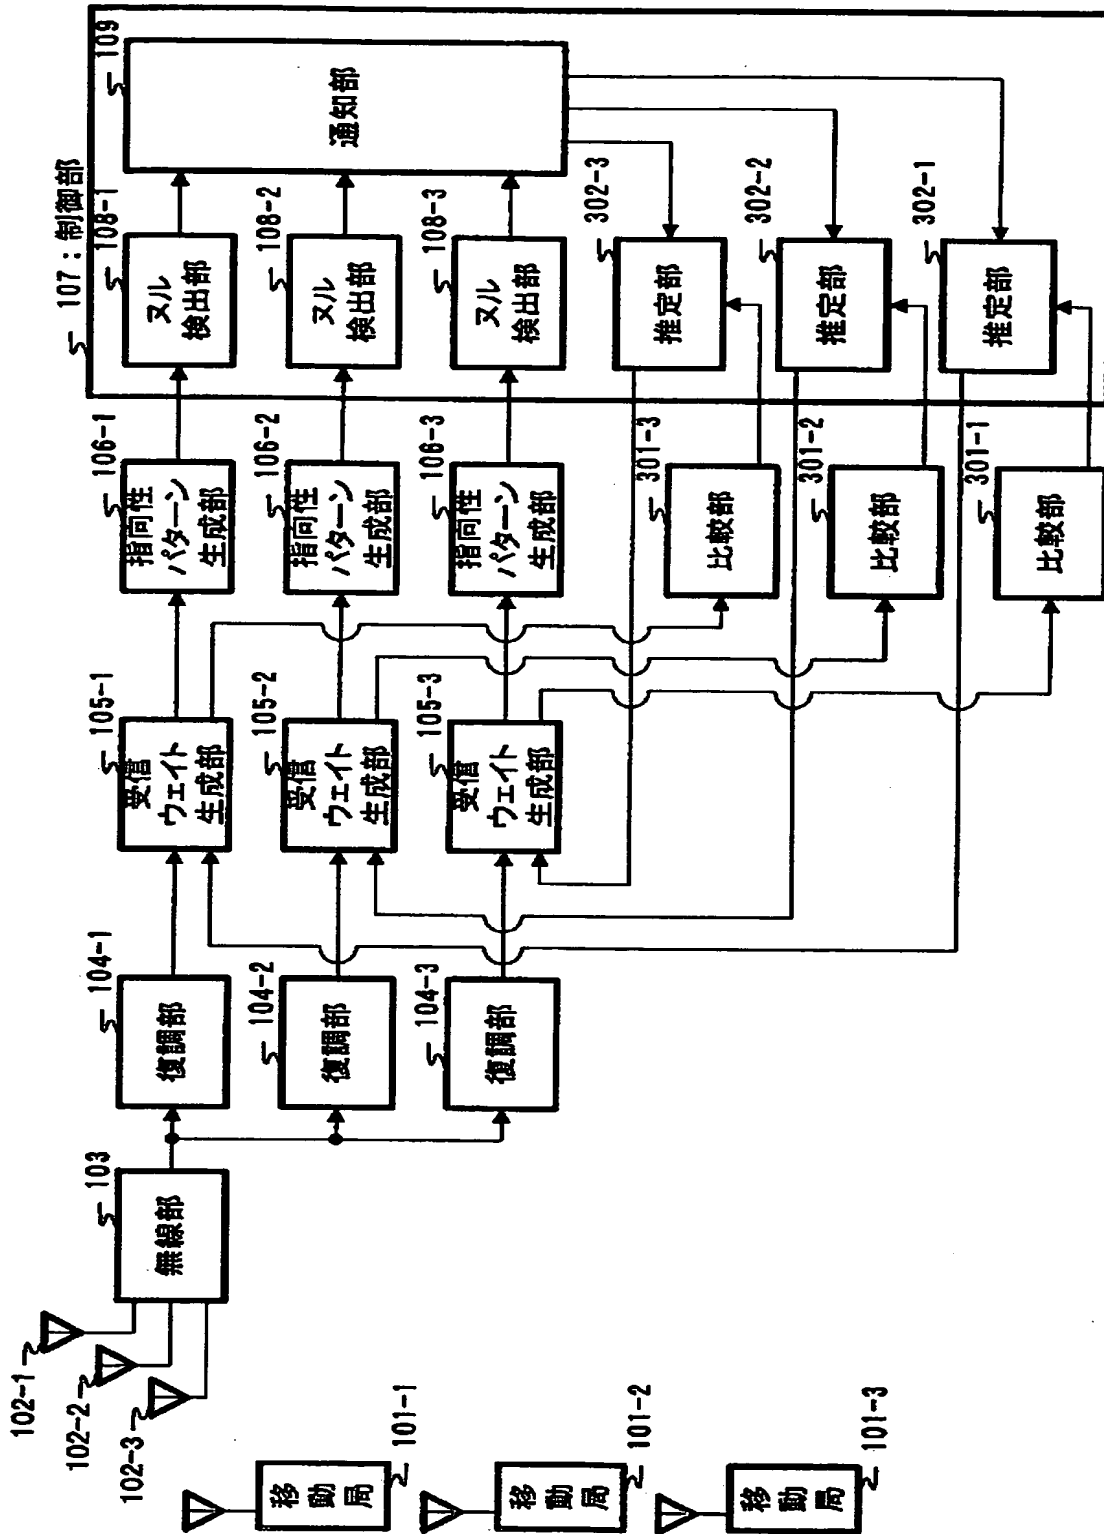 102-1
102-2
102-3
103
無線部
移動局
101-1
移動局
101-2
移動局
101-3
104-1
復調部
104-2
復調部
104-3
復調部
105-1
受信
ウェイト
生成部
105-2
受信
ウェイト
生成部
105-3
受信
ウェイト
生成部
106-1
指向性
パターン
生成部
106-2
指向性
パターン
生成部
106-3
指向性
パターン
生成部
301-3
比較部
301-2
比較部
301-1
比較部
107：制御部
108-1
ヌル
検出部
108-2
ヌル
検出部
108-3
ヌル
検出部
302-3
推定部
302-2
推定部
302-1
推定部
109
通知部